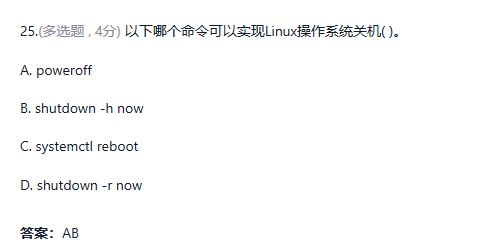 25.(多选题 , 4分) 以下哪个命令可以实现Linux操作系统关机( )。
A. poweroff
B. shutdown -h now
C. systemctl reboot
D. shutdown -r now
答案：AB